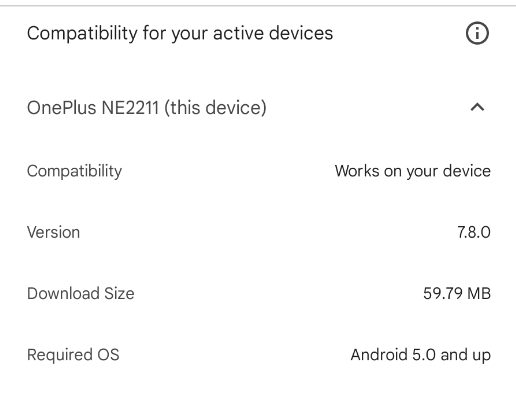 Compatibility for your active devices
OnePlus NE2211 (this device)
Compatibility Works on your device
Version 7.8.0
Download Size 59.79 MB
Required OS Android 5.0 and up